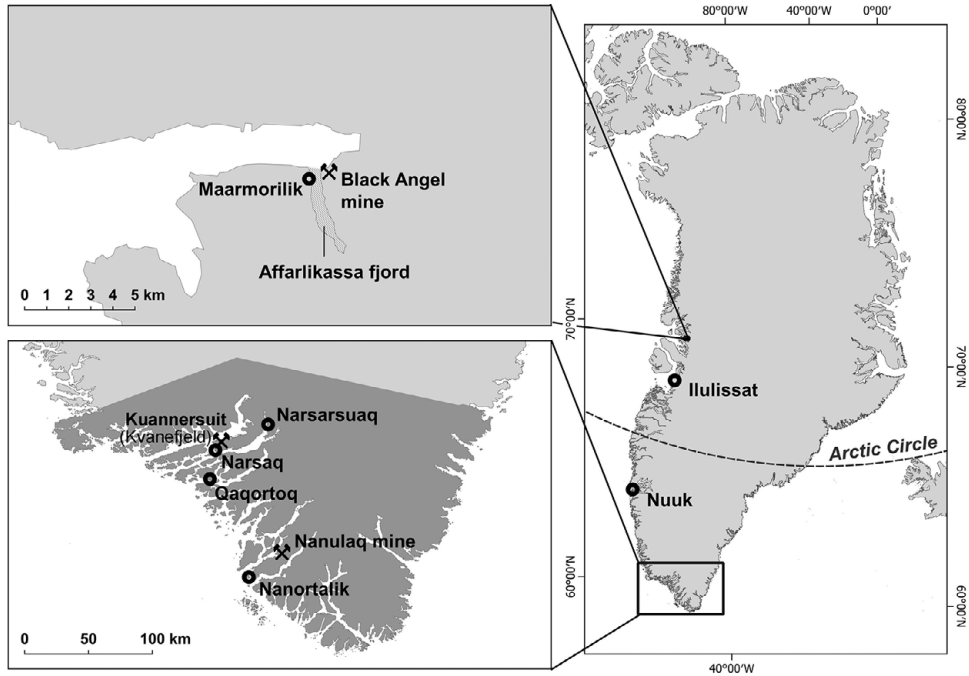 80°00'W
40°00'W
0°00'
Maarmorilik
Black Angel
mine
Affarlikassa fjord
0 1 2 3 4 5 km
Kuannersuit
(Kvanefjeld)
Narsarsuaq
Narsaq
Qaqortoq
Nanulaq mine
Nanortalik
0 50 100 km
80°00'N
70°00'N
70°00'N
Ilulissat
Arctic Circle
Nuuk
60°00'N
60°00'N
40°00'W